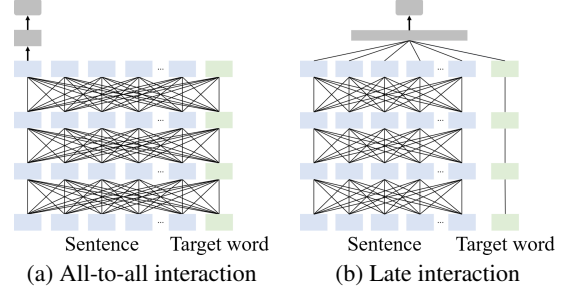 ... ...
... ...
... ...
... ...
Sentence Target word Sentence Target word
(a) All-to-all interaction (b) Late interaction